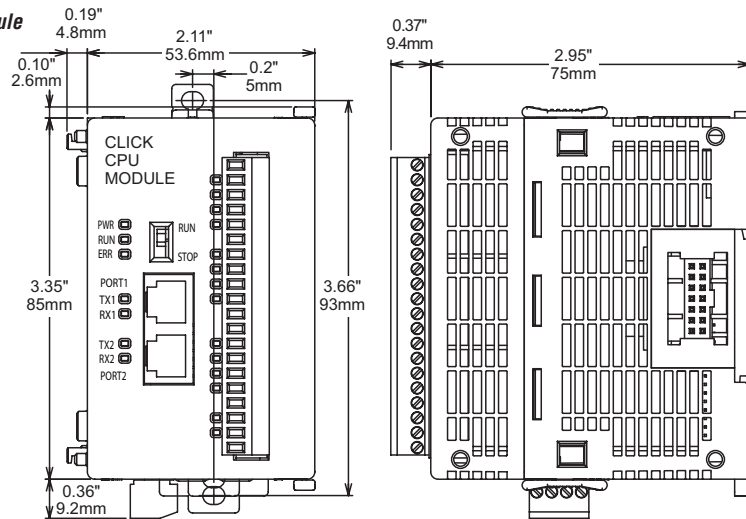 ule
0.19"
4.8mm
2.11"
53.6mm
0.37"
9.4mm
2.95"
75mm
0.10"
2.6mm
0.2"
5mm
CLICK
CPU
MODULE
PWR
RUN
RUN
ERR
STOP
PORT1
3.35"
85mm
TX1
RX1
3.66"
93mm
TX2
RX2
PORT2
0.36"
9.2mm